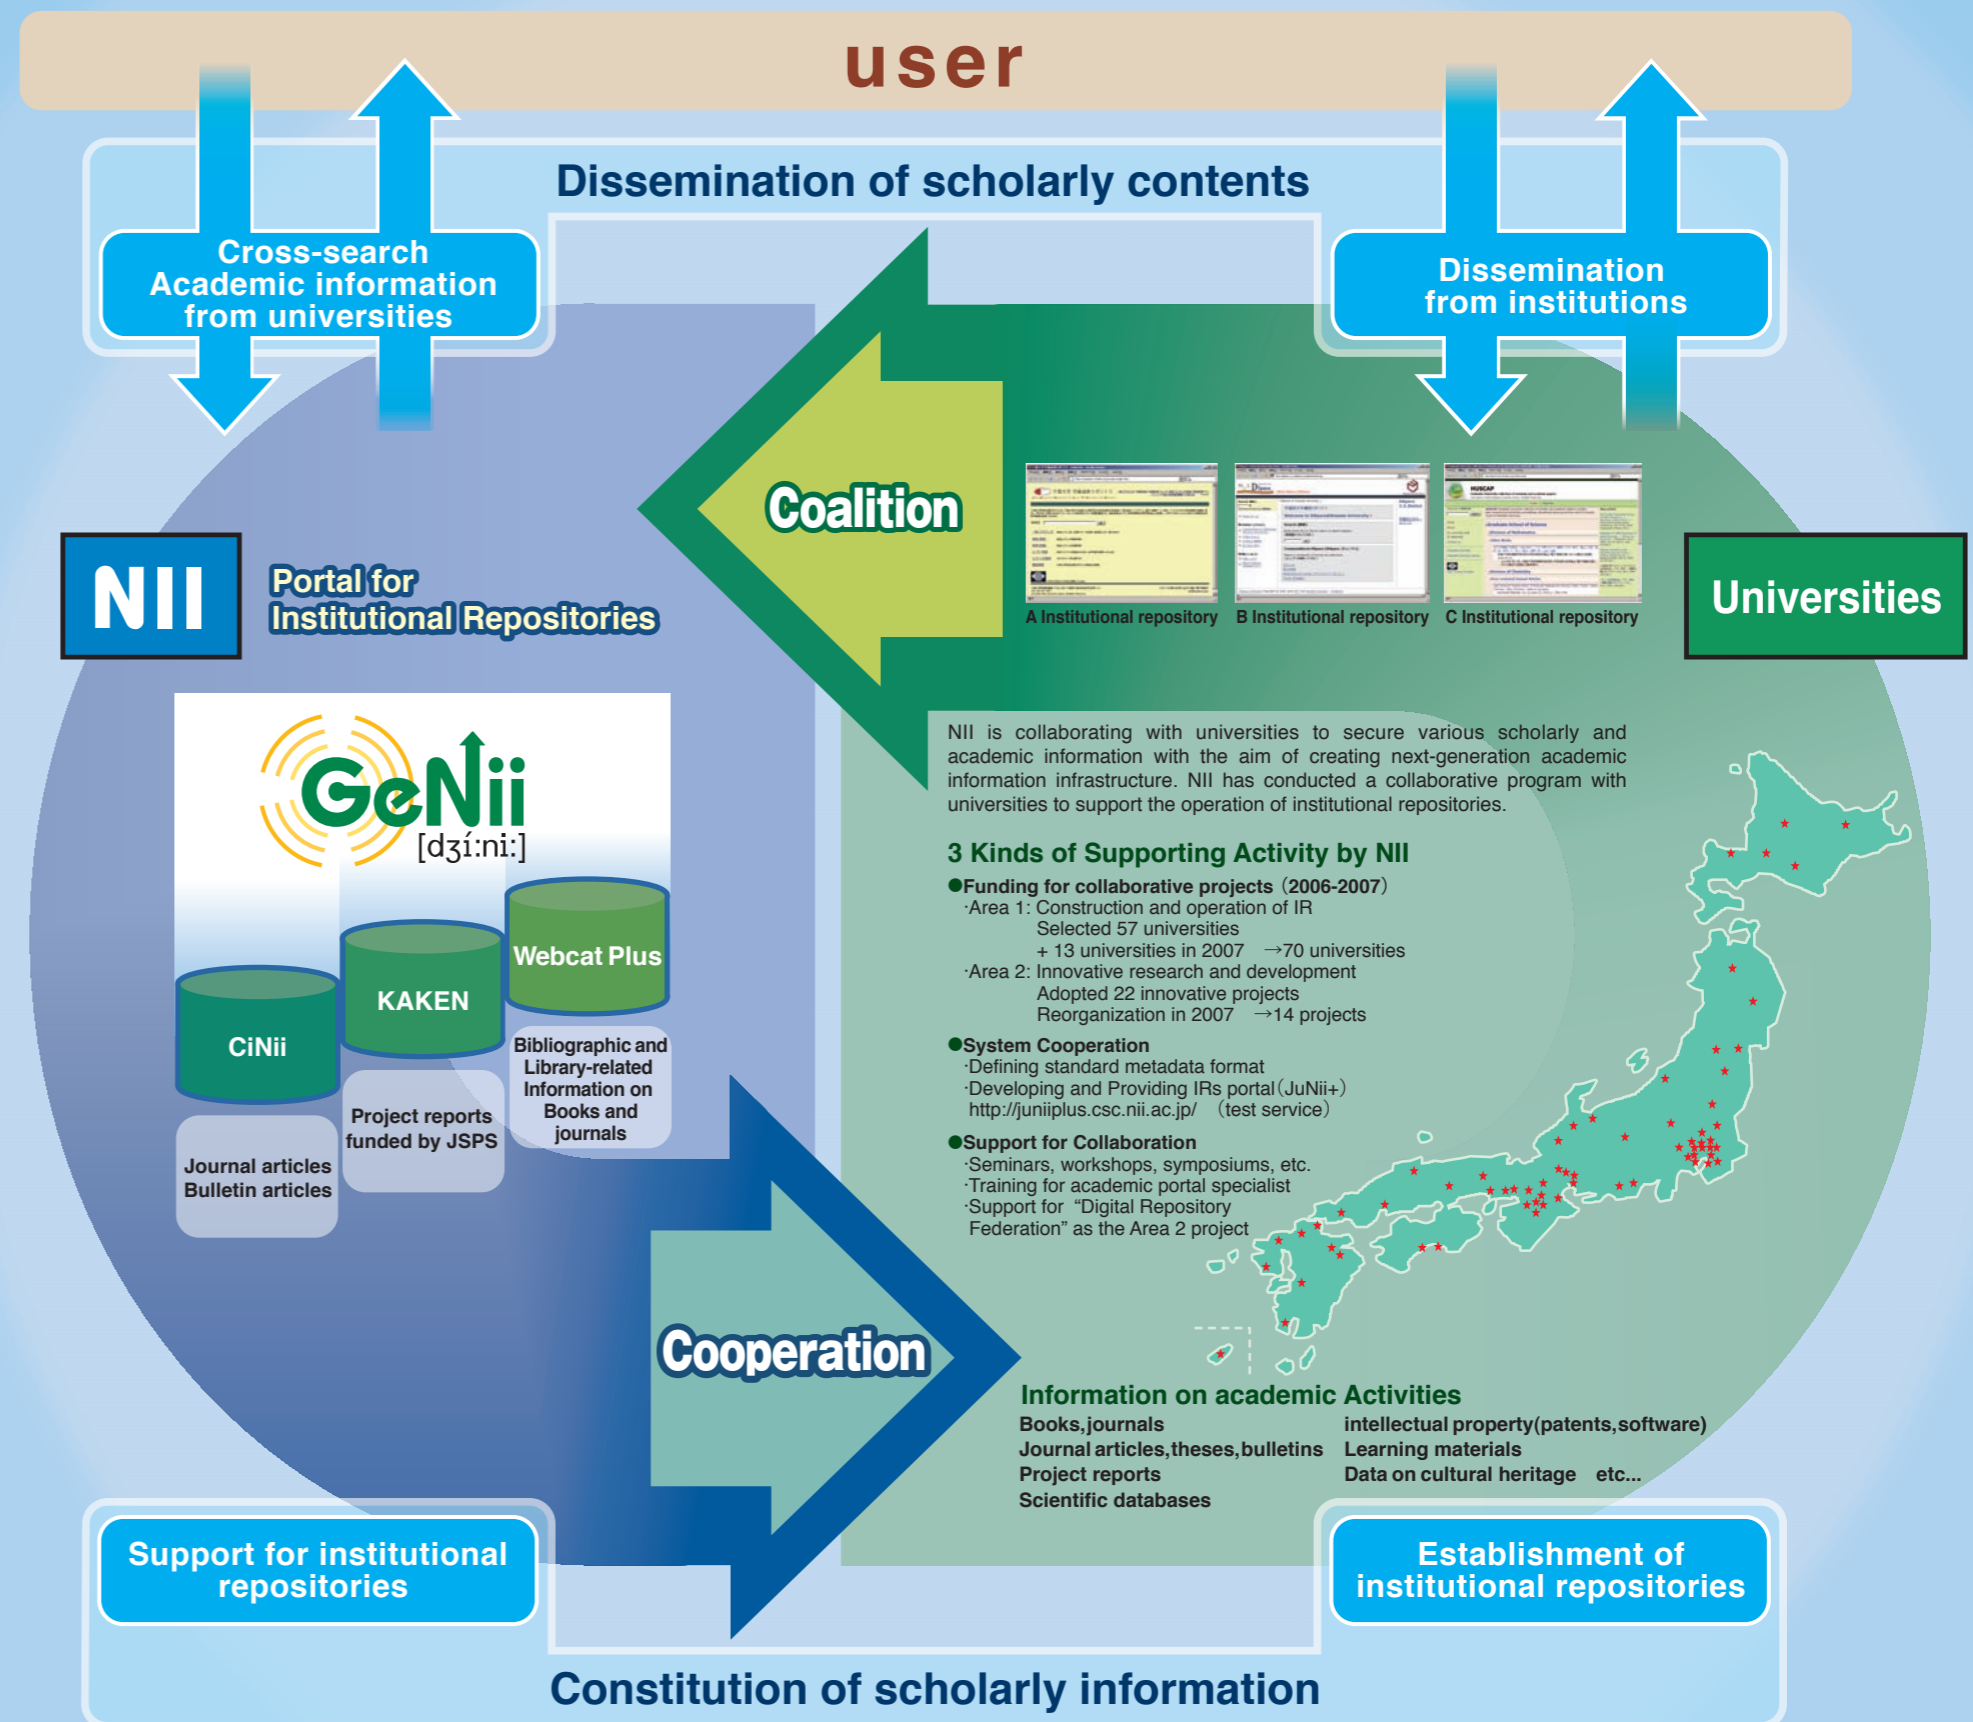 user
Dissemination of scholarly contents
Cross-search
Academic information
from universities
Dissemination
from institutions
Coalition
NII
Portal for
Institutional Repositories
HUSCAP
A Institutional repository
B Institutional repository
C Institutional repository
Universities
GeNii
[dʒíːniː]
CiNii
KAKEN
Webcat Plus
Journal articles
Bulletin articles
Project reports
funded by JSPS
Bibliographic and
Library-related
Information on
Books and
journals
NII is collaborating with universities to secure various scholarly and
academic information with the aim of creating next-generation academic
information infrastructure. NII has conducted a collaborative program with
universities to support the operation of institutional repositories.
3 Kinds of Supporting Activity by NII
●Funding for collaborative projects（2006-2007）
·Area 1: Construction and operation of IR
Selected 57 universities
+ 13 universities in 2007 →70 universities
·Area 2: Innovative research and development
Adopted 22 innovative projects
Reorganization in 2007 →14 projects
●System Cooperation
·Defining standard metadata format
·Developing and Providing IRs portal（JuNii+）
http://juniiplus.csc.nii.ac.jp/ （test service）
●Support for Collaboration
·Seminars, workshops, symposiums, etc.
·Training for academic portal specialist
·Support for “Digital Repository
Federation” as the Area 2 project
Cooperation
Information on academic Activities
Books,journals
Journal articles,theses,bulletins
Project reports
Scientific databases
intellectual property(patents,software)
Learning materials
Data on cultural heritage etc...
Support for institutional
repositories
Establishment of
institutional repositories
Constitution of scholarly information